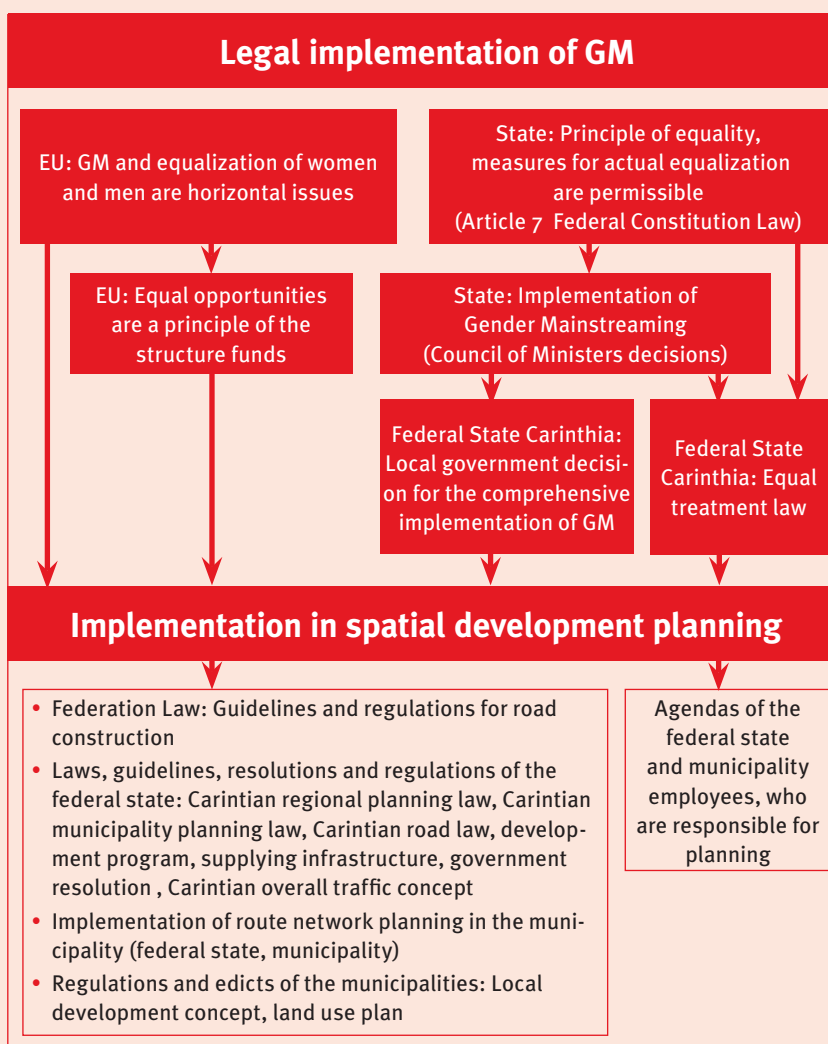 Legal implementation of GM
EU: GM and equalization of women
and men are horizontal issues
State: Principle of equality,
measures for actual equalization
are permissible
(Article 7 Federal Constitution Law)
EU: Equal opportunities
are a principle of the
structure funds
State: Implementation of
Gender Mainstreaming
(Council of Ministers decisions)
Federal State Carinthia:
Local government decisi-
on for the comprehensive
implementation of GM
Federal State
Carinthia: Equal
treatment law
Implementation in spatial development planning
• Federation Law: Guidelines and regulations for road
construction
• Laws, guidelines, resolutions and regulations of the
federal state: Carintian regional planning law, Carintian
municipality planning law, Carintian road law, develop-
ment program, supplying infrastructure, government
resolution , Carintian overall traffic concept
• Implementation of route network planning in the muni-
cipality (federal state, municipality)
• Regulations and edicts of the municipalities: Local
development concept, land use plan
Agendas of the
federal state
and municipality
employees, who
are responsible for
planning